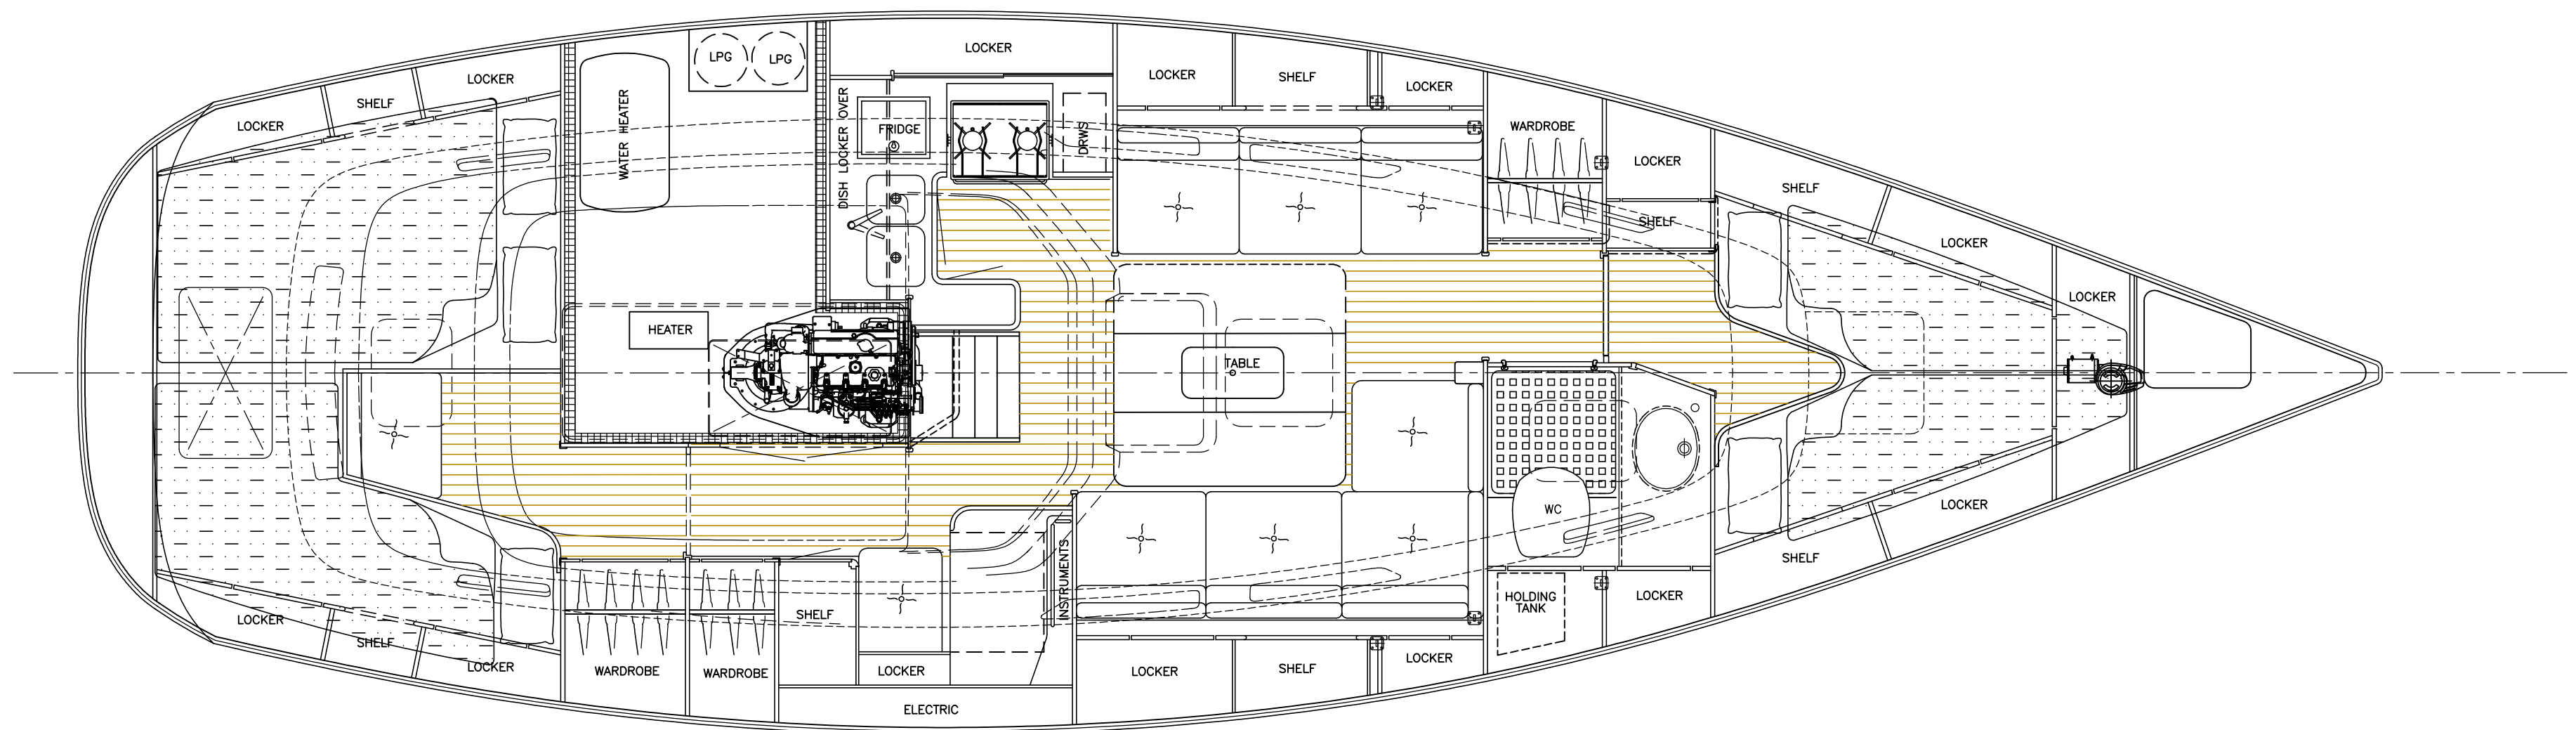 LOCKER
LPG
LPG
LOCKER
LOCKER
SHELF
LOCKER
LOCKER
SHELF
LOCKER
WATER HEATER
DISH LOCKER OVER
FRIDGE
DRWS
WARDROBE
LOCKER
SHELF
SHELF
LOCKER
LOCKER
HEATER
TABLE
WC
LOCKER
SHELF
INSTRUMENTS
HOLDING
TANK
LOCKER
LOCKER
SHELF
LOCKER
SHELF
WARDROBE
WARDROBE
LOCKER
LOCKER
SHELF
LOCKER
ELECTRIC